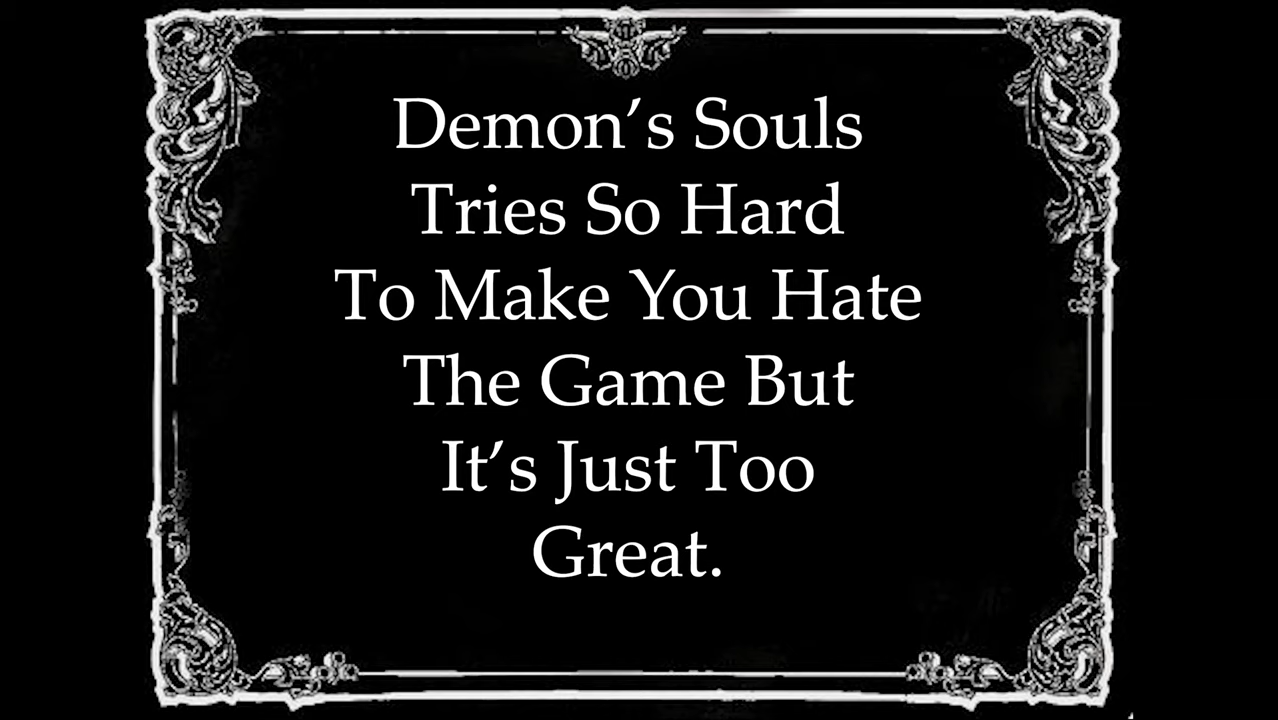 Demon’s Souls
Tries So Hard
To Make You Hate
The Game But
It’s Just Too
Great.